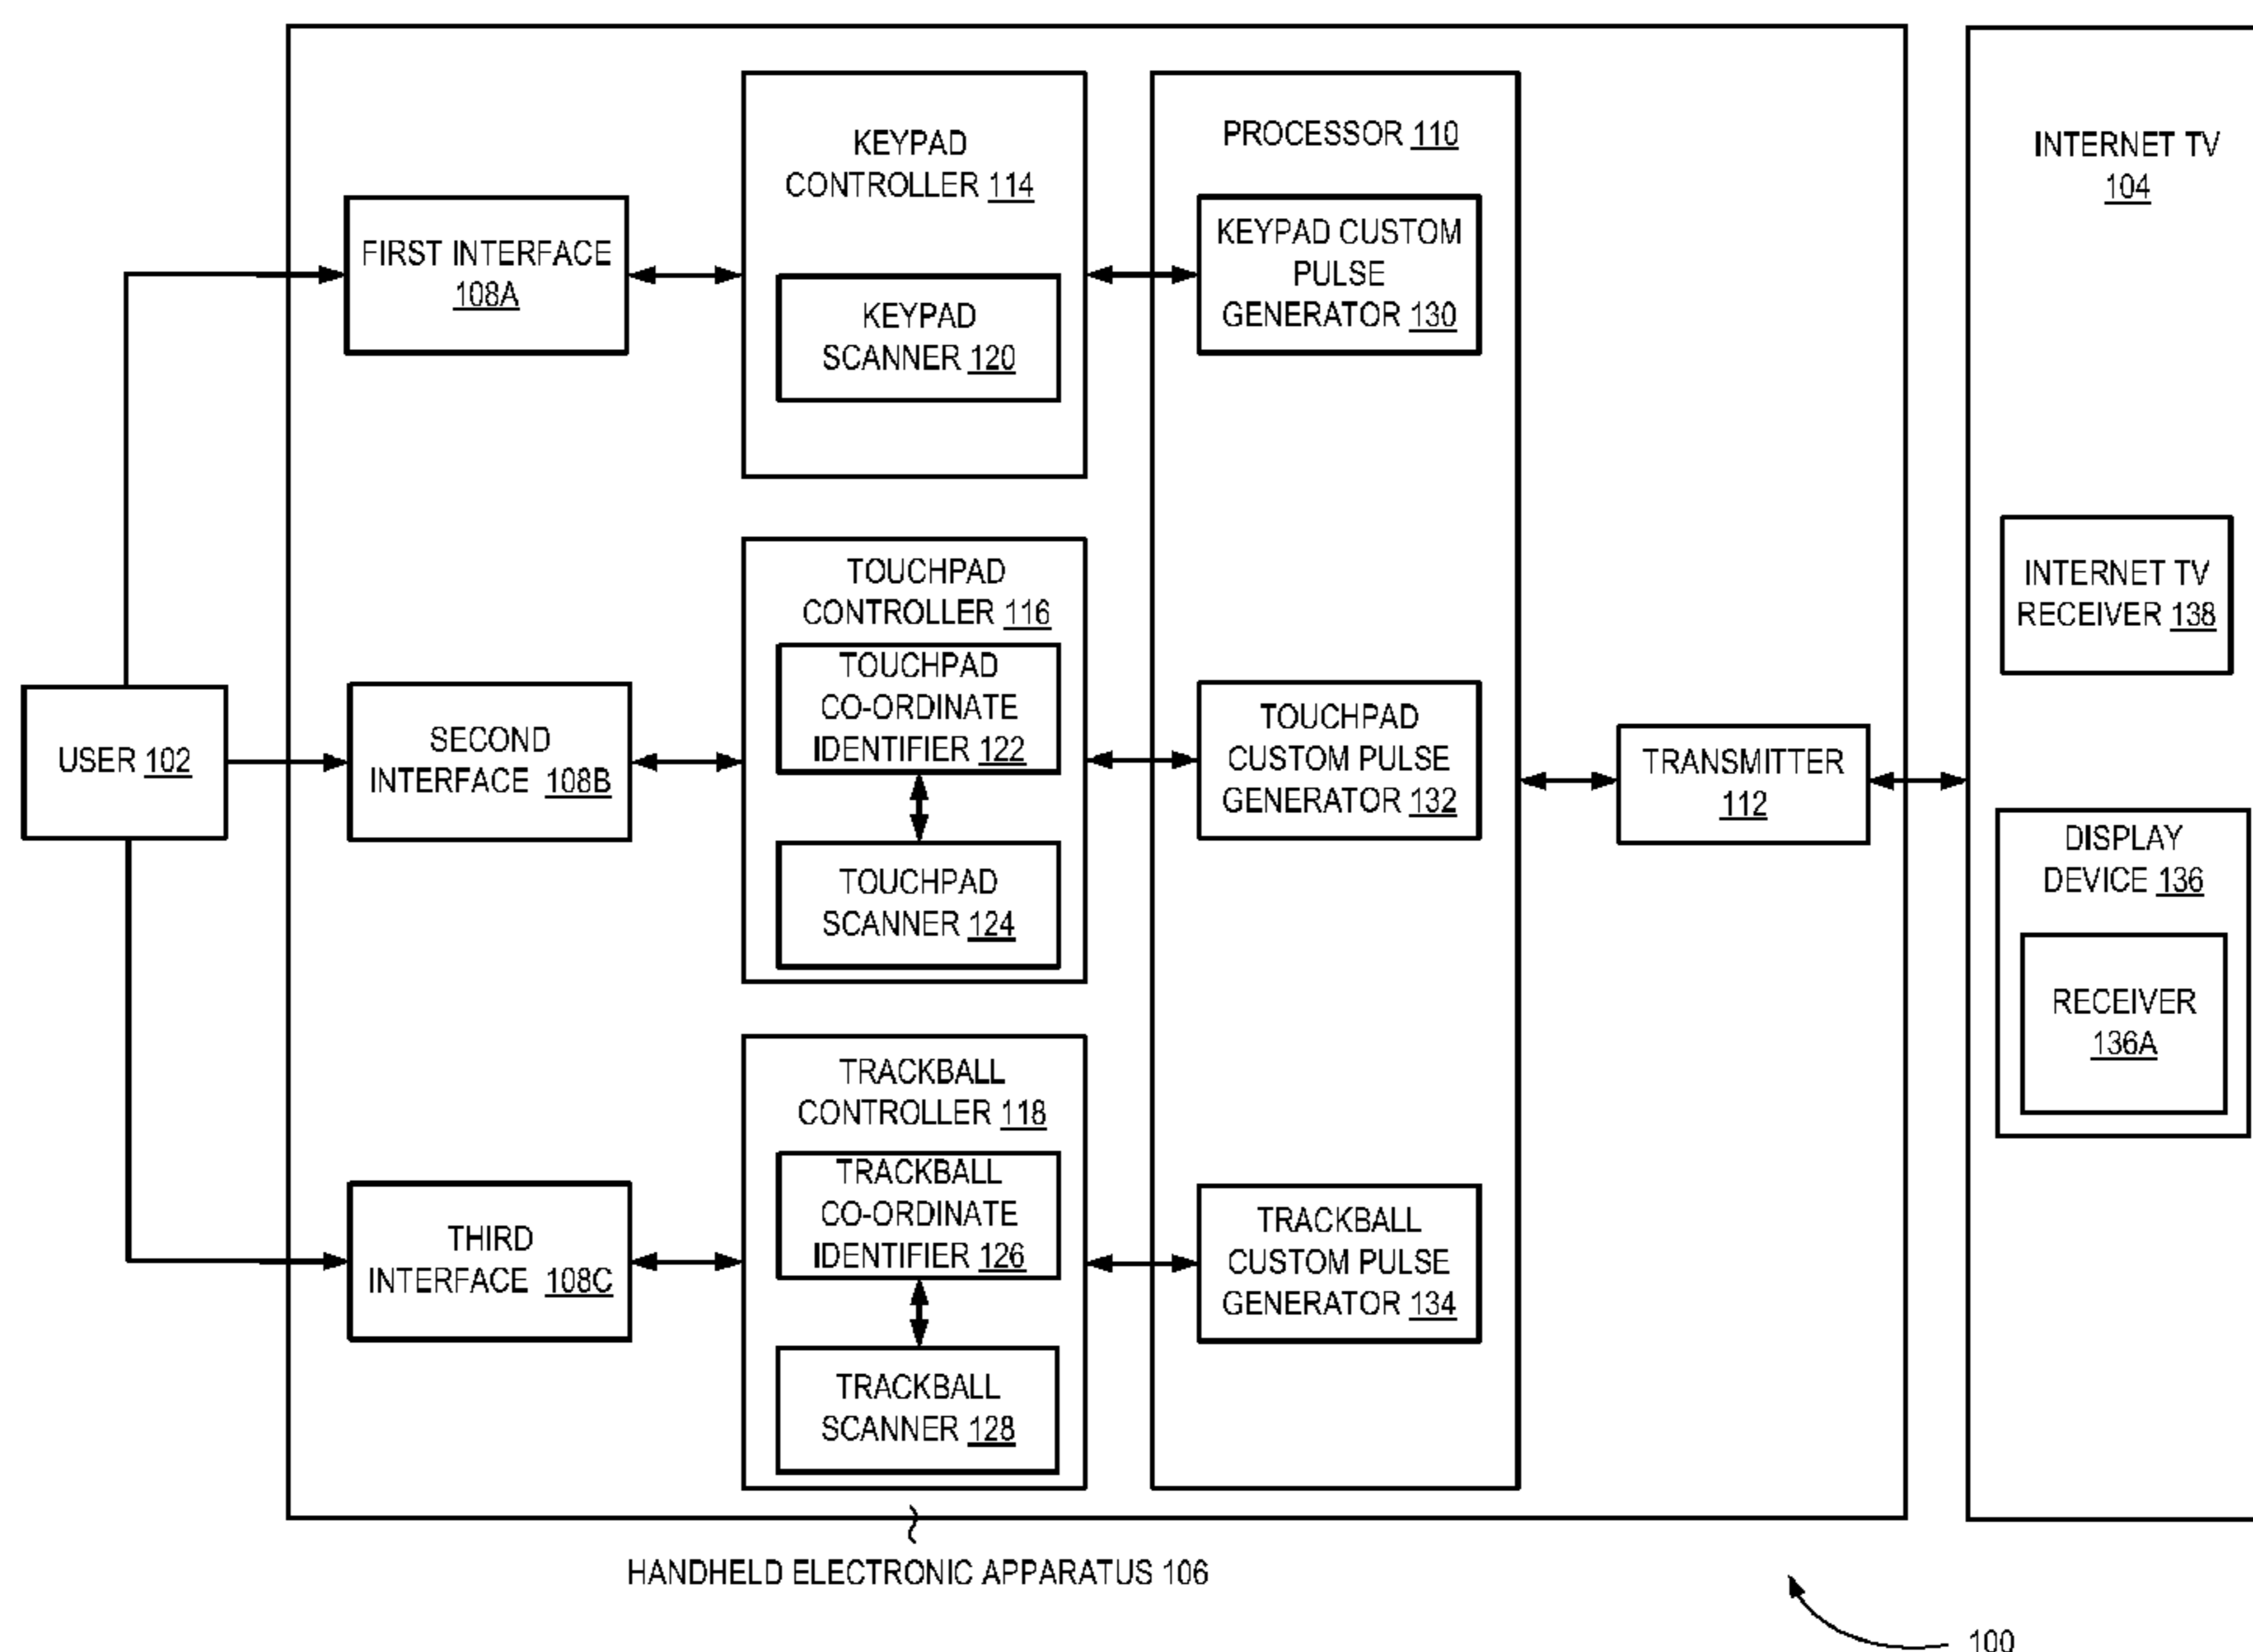 KEYPAD
CONTROLLER 114
PROCESSOR 110
INTERNET TV
104
FIRST INTERFACE
108A
KEYPAD
SCANNER 120
KEYPAD CUSTOM
PULSE
GENERATOR 130
TOUCHPAD
CONTROLLER 116
INTERNET TV
RECEIVER 138
USER 102
SECOND
INTERFACE 108B
TOUCHPAD
CO-ORDINATE
IDENTIFIER 122
TOUCHPAD
CUSTOM PULSE
GENERATOR 132
TRANSMITTER
112
TOUCHPAD
SCANNER 124
DISPLAY
DEVICE 136
RECEIVER
136A
TRACKBALL
CONTROLLER 118
THIRD
INTERFACE 108C
TRACKBALL
CO-ORDINATE
IDENTIFIER 126
TRACKBALL
CUSTOM PULSE
GENERATOR 134
TRACKBALL
SCANNER 128
HANDHELD ELECTRONIC APPARATUS 106
100